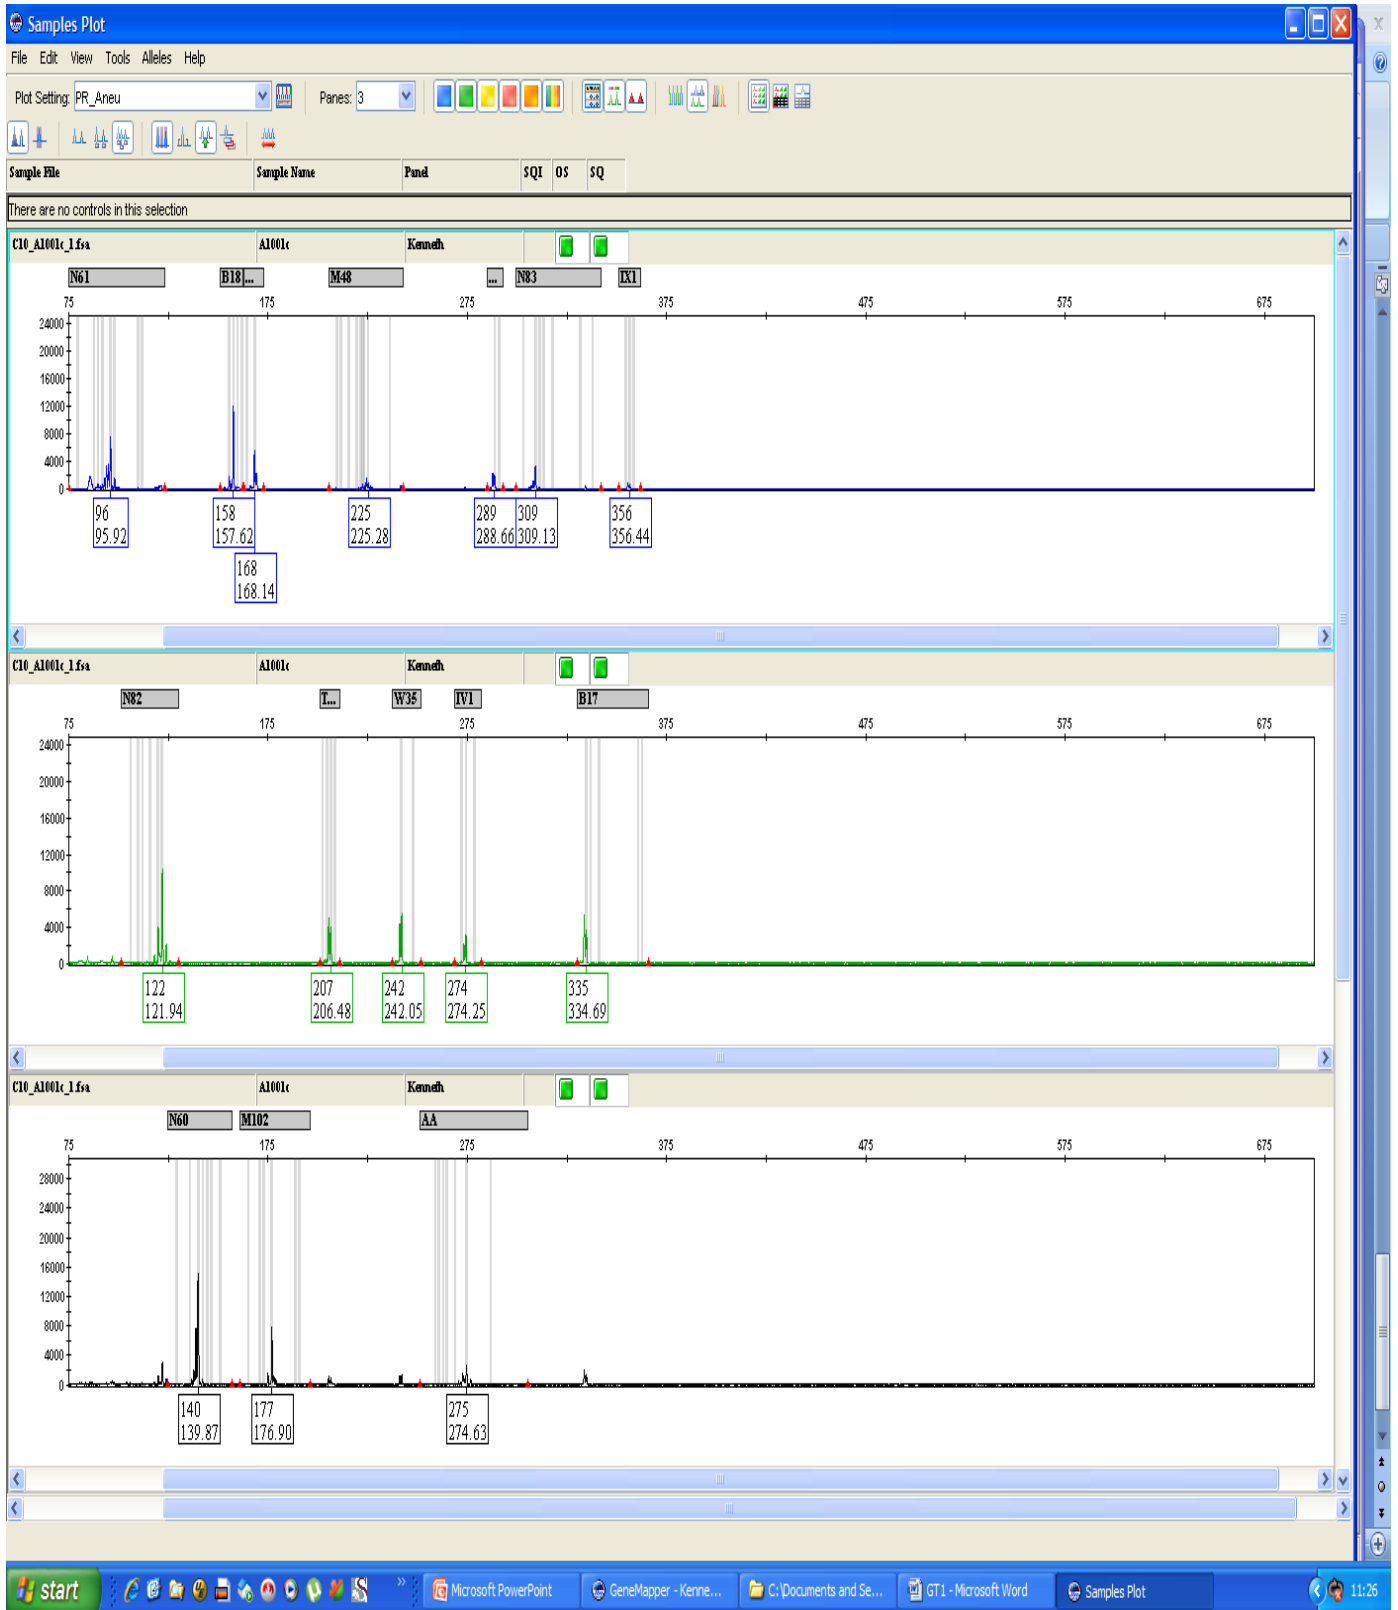 Samples Plot
File Edit View Tools Alleles Help
Plot Setting: PR_Aneu Panes: 3
Sample File Sample Name Panel SQI OS SQ
There are no controls in this selection
C10_A1001c_1.fsa A1001c Kenneth
N61 B18 ... M48 ... N83 IX1
75 175 275 375 475 575 675
24000
20000
16000
12000
8000
4000
0
96 158 225 289 309 356
95.92 157.62 225.28 288.66 309.13 356.44
168
168.14
C10_A1001c_1.fsa A1001c Kenneth
N82 T... W35 IV1 B17
75 175 275 375 475 575 675
24000
20000
16000
12000
8000
4000
0
122 207 242 274 335
121.94 206.48 242.05 274.25 334.69
C10_A1001c_1.fsa A1001c Kenneth
N60 M102 AA
75 175 275 375 475 575 675
28000
24000
20000
16000
12000
8000
4000
0
140 177 275
139.87 176.90 274.63
start Microsoft PowerPoint GeneMapper - Kenne... C:\Documents and Se... GT1 - Microsoft Word Samples Plot 11:26